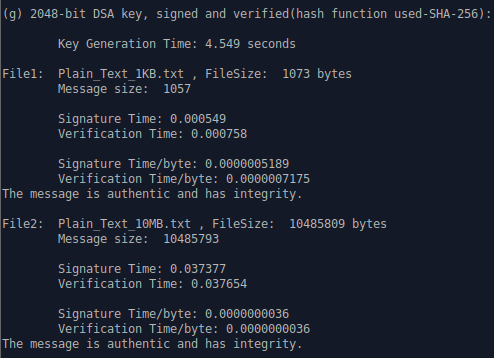 (g) 2048-bit DSA key, signed and verified(hash function used-SHA-256):
Key Generation Time: 4.549 seconds
File1:  Plain_Text_1KB.txt , FileSize:  1073 bytes
Message size:  1057
Signature Time: 0.000549
Verification Time: 0.000758
Signature Time/byte: 0.0000005189
Verification Time/byte: 0.0000007175
The message is authentic and has integrity.
File2:  Plain_Text_10MB.txt , FileSize:  10485809 bytes
Message size:  10485793
Signature Time: 0.037377
Verification Time: 0.037654
Signature Time/byte: 0.0000000036
Verification Time/byte: 0.0000000036
The message is authentic and has integrity.